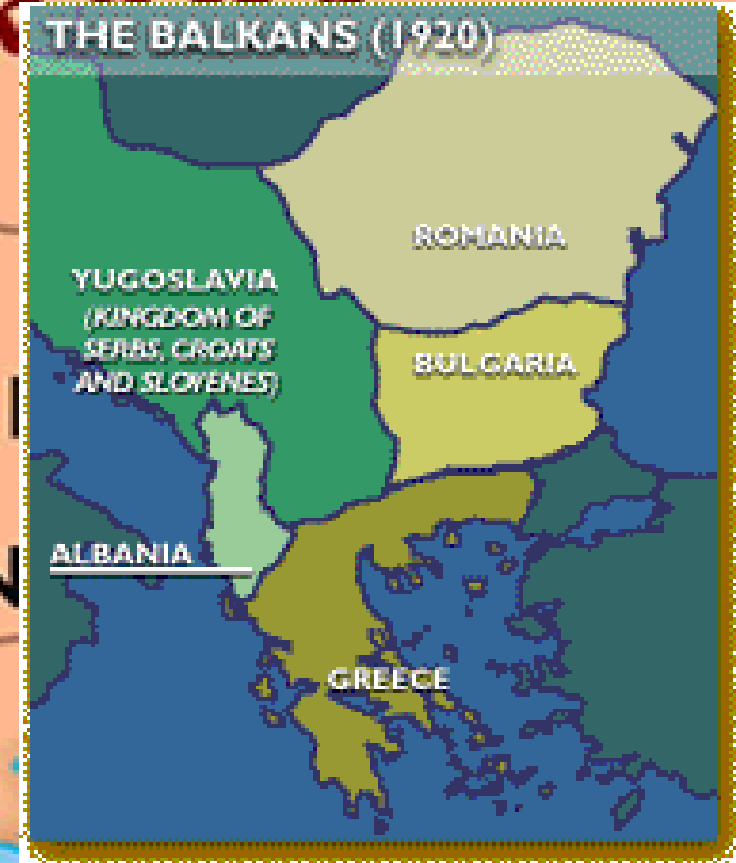 THE BALKANS (1920)
ROMANIA
YUGOSLAVIA
(KINGDOM OF
SERBS, CROATS
AND SLOVENES)
BULGARIA
ALBANIA
GREECE